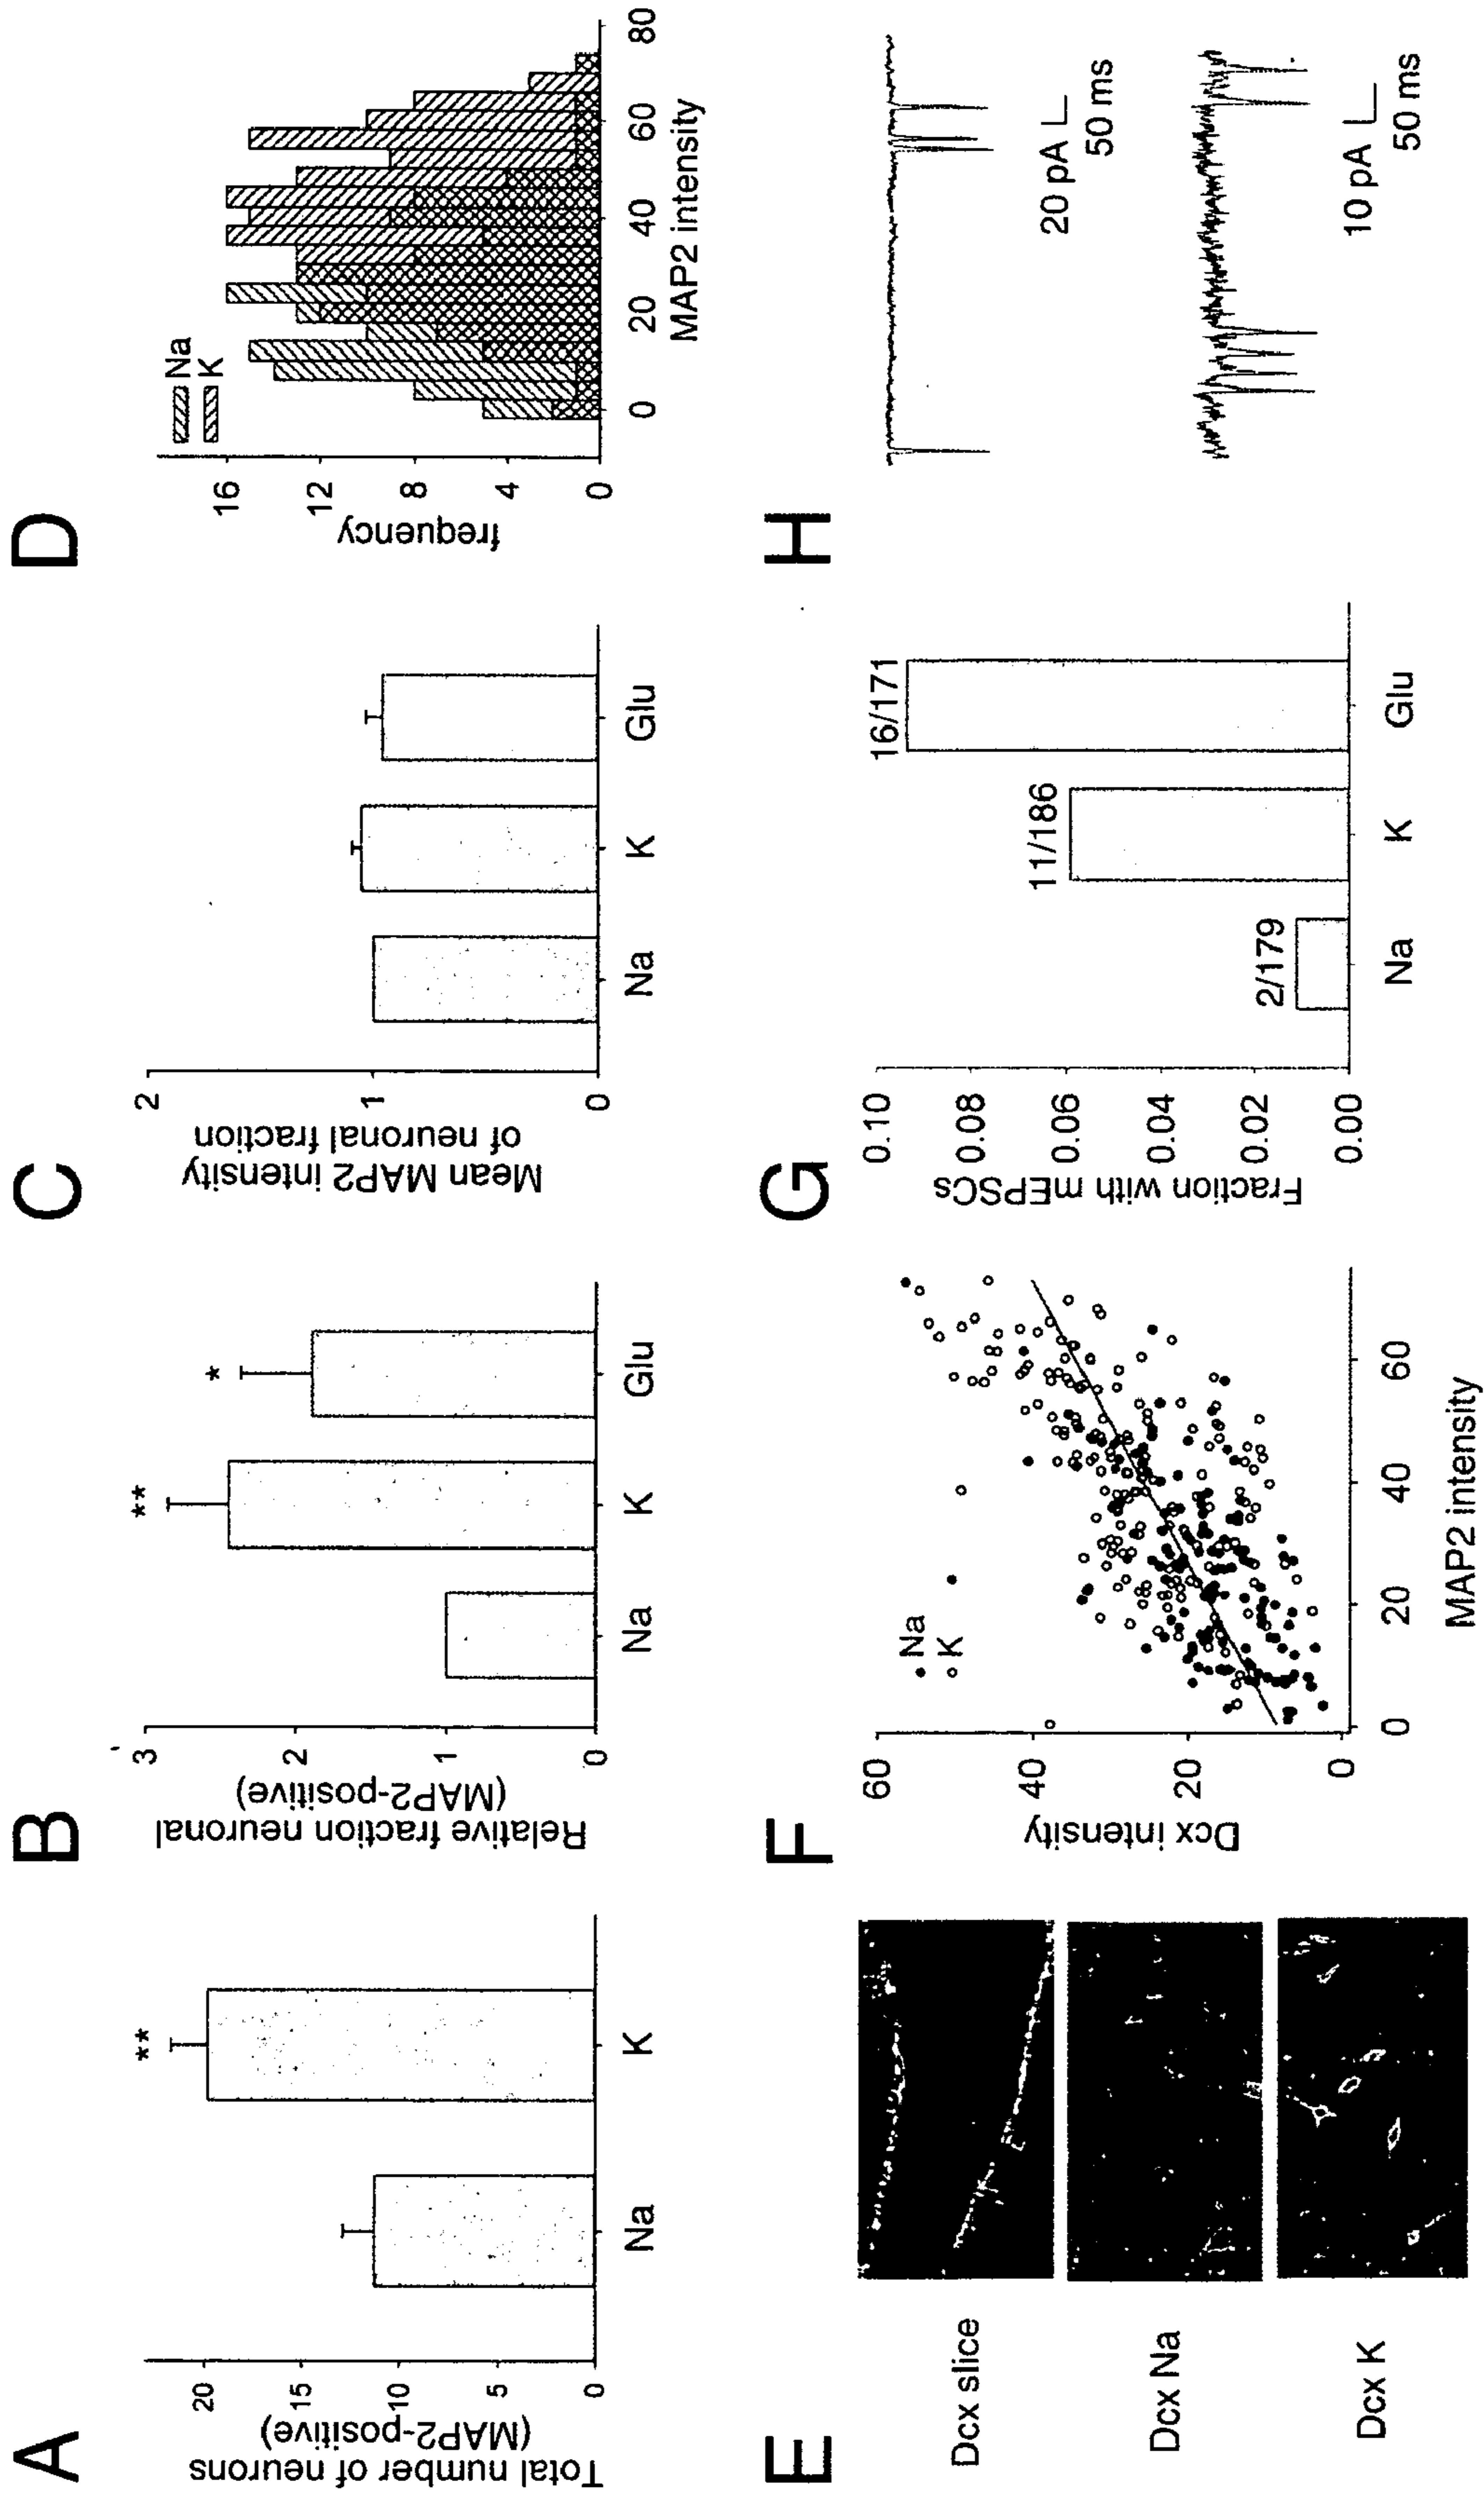 A
Total number of neurons
(MAP2-positive)
20
15
10
5
0
**
Na
K
B
Relative fraction neuronal
(MAP2-positive)
3
2
1
0
**
*
Na
K
Glu
C
Mean MAP2 intensity
of neuronal fraction
2
1
0
Na
K
Glu
D
frequency
16
12
8
4
0
Na
K
0
20
40
60
80
MAP2 intensity
E
Dcx slice
Dcx Na
Dcx K
F
Dcx intensity
60
40
20
0
Na
K
0
20
40
60
MAP2 intensity
G
Fraction with mEPSCs
0.10
0.08
0.06
0.04
0.02
0.00
2/179
11/186
16/171
Na
K
Glu
H
20 pA
50 ms
10 pA
50 ms